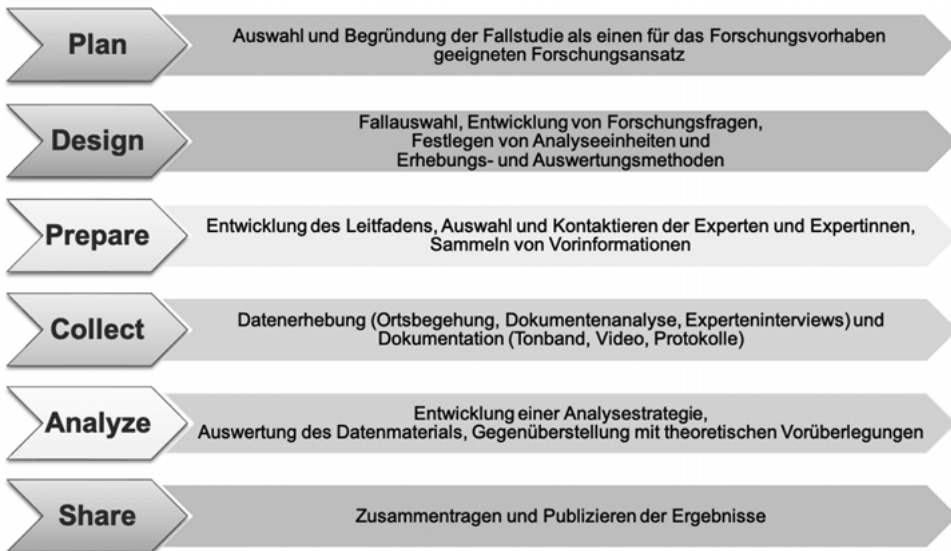 Plan
Auswahl und Begründung der Fallstudie als einen für das Forschungsvorhaben
geeigneten Forschungsansatz
Design
Fallauswahl, Entwicklung von Forschungsfragen,
Festlegen von Analyseeinheiten und
Erhebungs- und Auswertungsmethoden
Prepare
Entwicklung des Leitfadens, Auswahl und Kontaktieren der Experten und Expertinnen,
Sammeln von Vorinformationen
Collect
Datenerhebung (Ortsbegehung, Dokumentenanalyse, Experteninterviews) und
Dokumentation (Tonband, Video, Protokolle)
Analyze
Entwicklung einer Analysestrategie,
Auswertung des Datenmaterials, Gegenüberstellung mit theoretischen Vorüberlegungen
Share
Zusammentragen und Publizieren der Ergebnisse